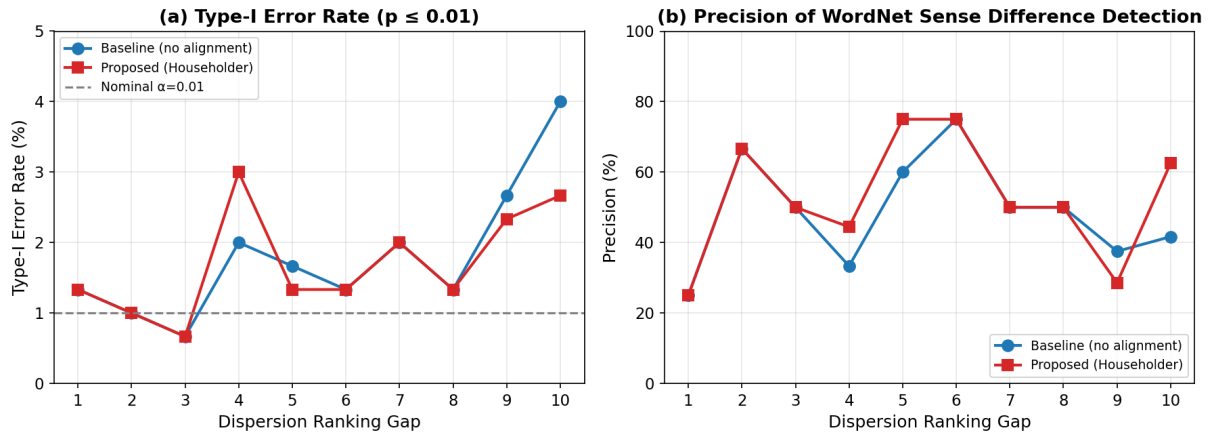 (a) Type-I Error Rate (p ≤ 0.01)
Type-I Error Rate (%)
5
4
3
2
1
0
Baseline (no alignment)
Proposed (Householder)
Nominal α=0.01
1 2 3 4 5 6 7 8 9 10
Dispersion Ranking Gap
(b) Precision of WordNet Sense Difference Detection
Precision (%)
100
80
60
40
20
0
Baseline (no alignment)
Proposed (Householder)
1 2 3 4 5 6 7 8 9 10
Dispersion Ranking Gap